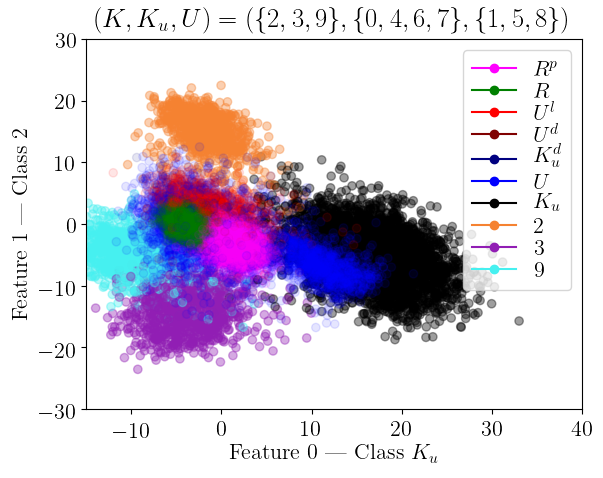 (K, K_u, U) = ({2, 3, 9}, {0, 4, 6, 7}, {1, 5, 8})
30
20
10
0
−10
−20
−30
Feature 1 — Class 2
R^p
R
U^l
U^d
K_u^d
U
K_u
2
3
9
−10
0
10
20
30
40
Feature 0 — Class K_u